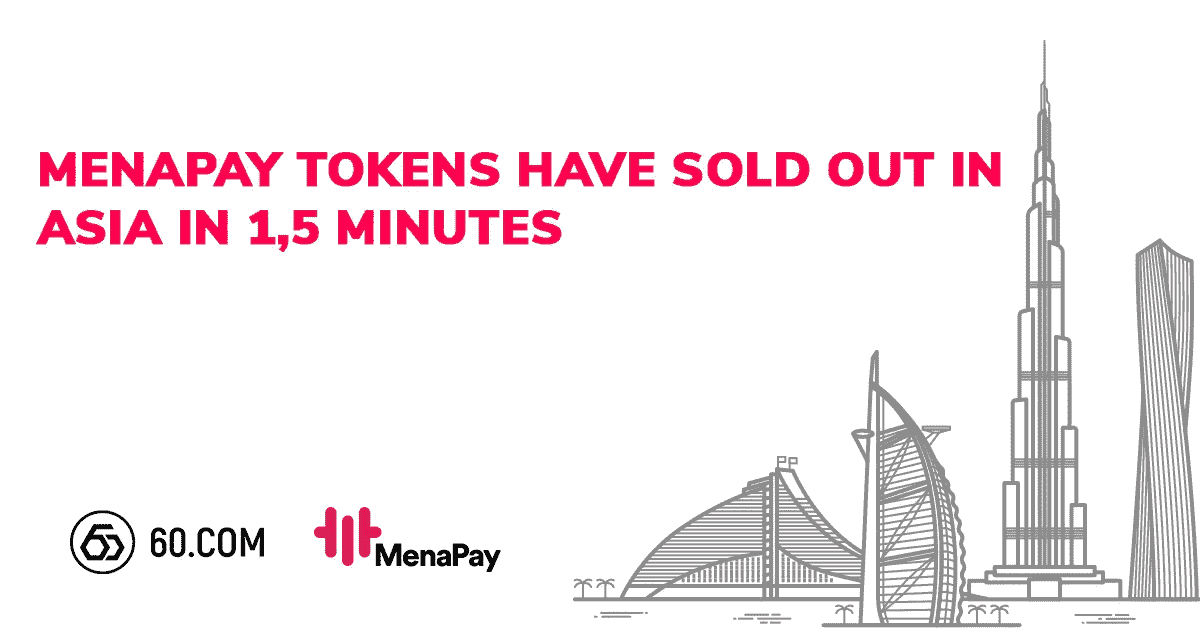 MENAPAY TOKENS HAVE SOLD OUT IN
ASIA IN 1,5 MINUTES
60.COM
MenaPay